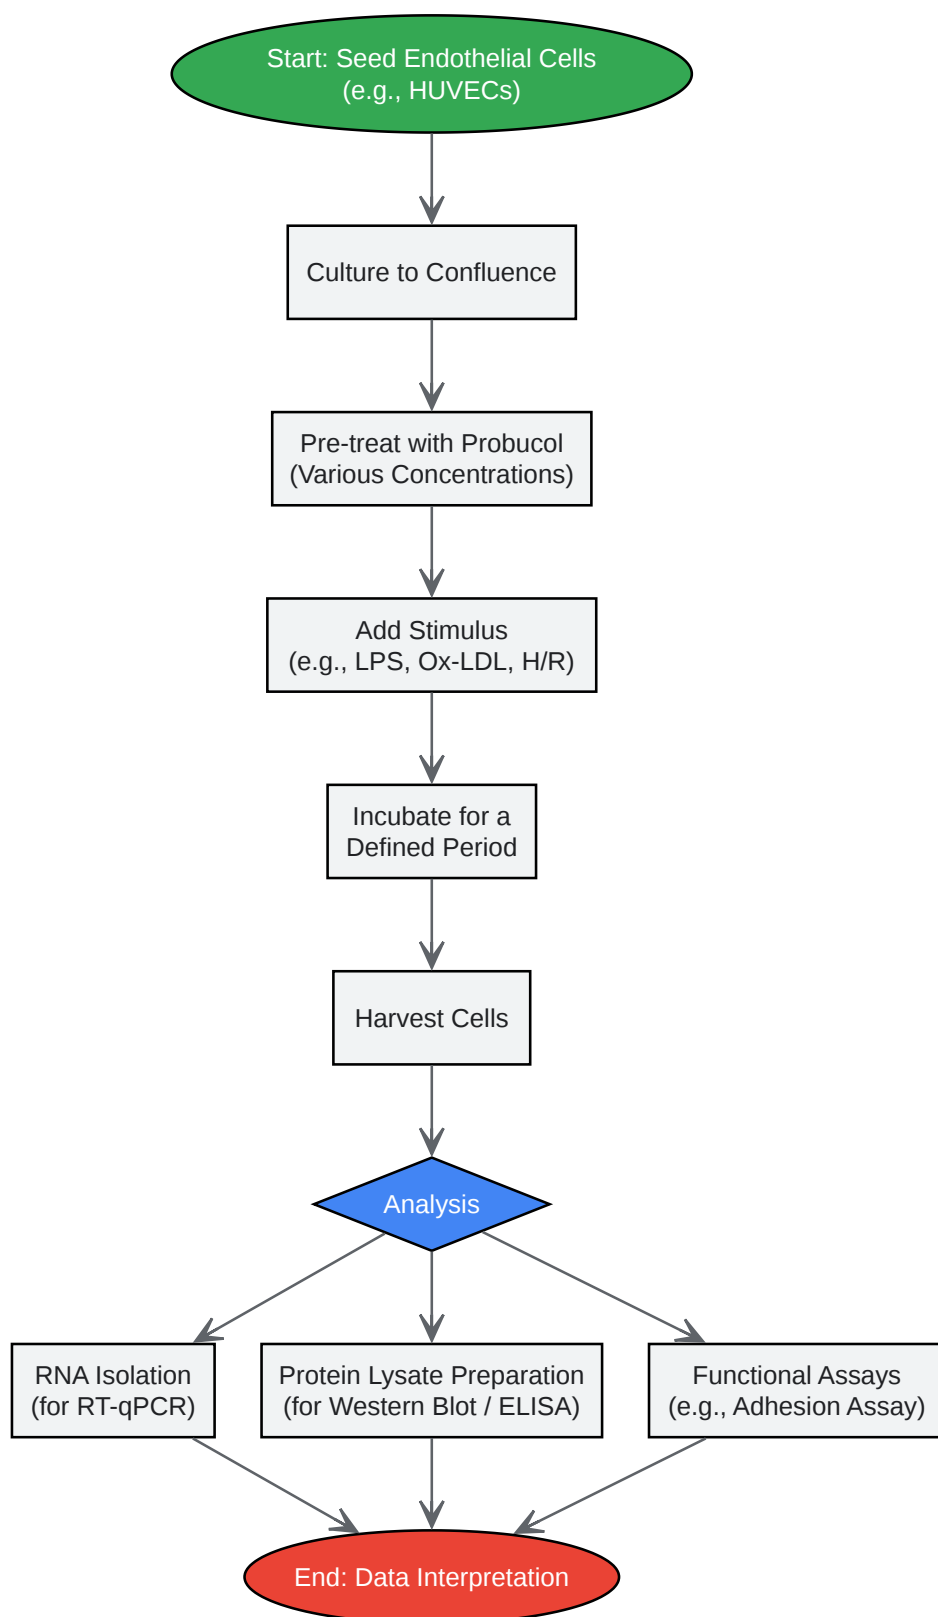 Start: Seed Endothelial Cells
(e.g., HUVECs)
Culture to Confluence
Pre-treat with Probucol
(Various Concentrations)
Add Stimulus
(e.g., LPS, Ox-LDL, H/R)
Incubate for a
Defined Period
Harvest Cells
Analysis
RNA Isolation
(for RT-qPCR)
Protein Lysate Preparation
(for Western Blot / ELISA)
Functional Assays
(e.g., Adhesion Assay)
End: Data Interpretation